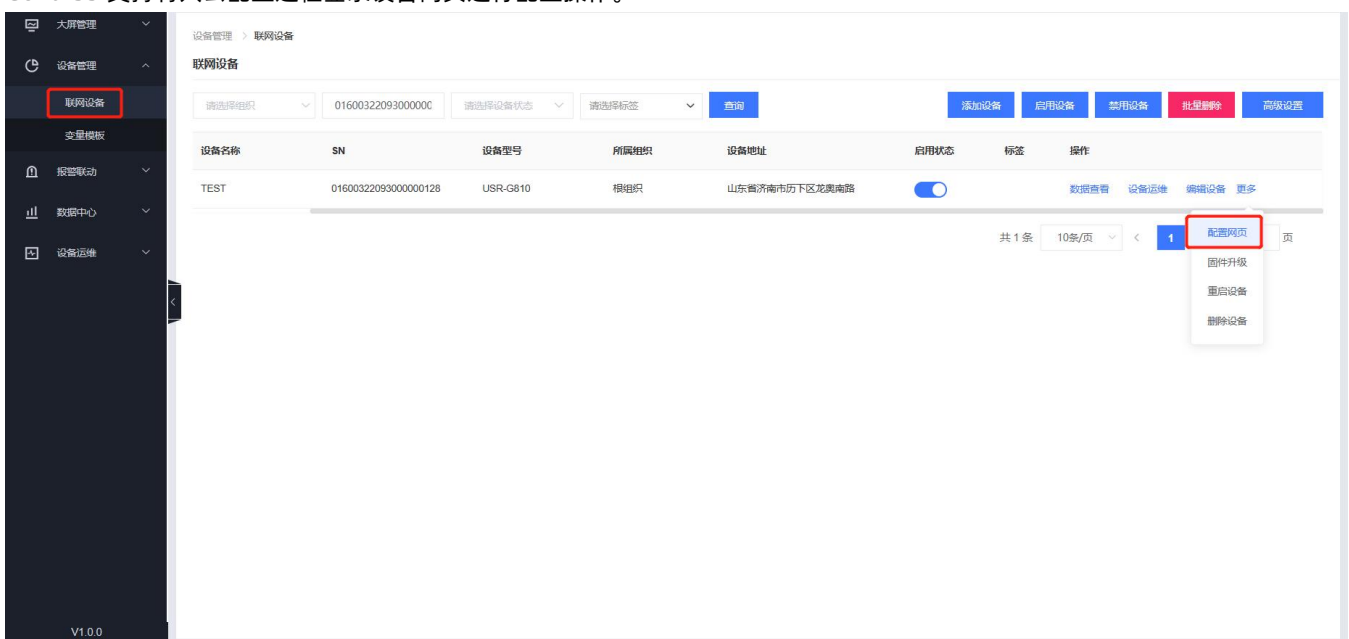 大屏管理
设备管理
联网设备
变量模板
报警联动
数据中心
设备运维
V1.0.0
设备管理 > 联网设备
联网设备
请选择组织 01600322093000000 请选择设备状态 请选择标签 查询 添加设备 启用设备 禁用设备 批量删除 高级设置
设备名称 SN 设备型号 所属组织 设备地址 启用状态 标签 操作
TEST 01600322093000000128 USR-G810 根组织 山东省济南市历下区龙奥南路 数据查看 设备运维 编辑设备 更多
共 1 条 10条/页 < 1 页
配置网页
固件升级
重启设备
删除设备